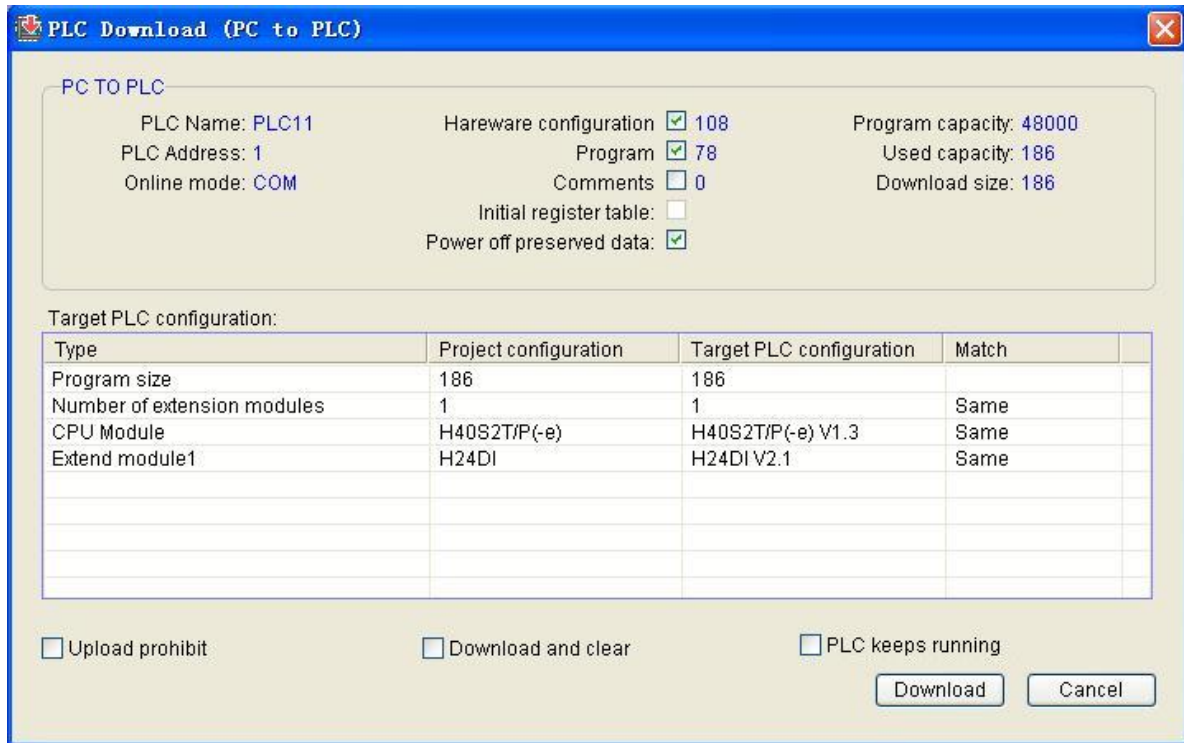 PLC Download (PC to PLC)
PC TO PLC
PLC Name: PLC11 Hareware configuration 108 Program capacity: 48000
PLC Address: 1 Program 78 Used capacity: 186
Online mode: COM Comments 0 Download size: 186
Initial register table:
Power off preserved data:
Target PLC configuration:
Type Project configuration Target PLC configuration Match
Program size 186 186
Number of extension modules 1 1 Same
CPU Module H40S2T/P(-e) H40S2T/P(-e) V1.3 Same
Extend module1 H24DI H24DI V2.1 Same
Upload prohibit Download and clear PLC keeps running
Download Cancel